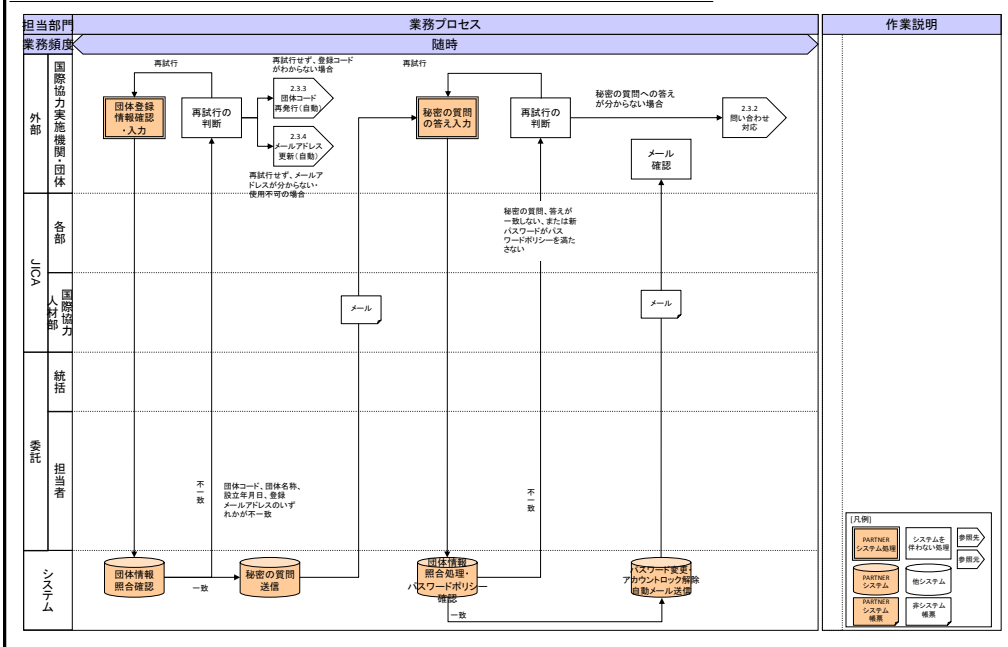 担当部門
業務プロセス
作業説明
業務頻度
随時
外部
国際協力実施機関・団体
再試行
団体登録
情報確認
・入力
再試行の
判断
再試行せず、登録コード
がわからない場合
2.3.3
団体コード
再発行(自動)
2.3.4
メールアドレス
更新(自動)
再試行せず、メールア
ドレスが分からない・
使用不可の場合
再試行
秘密の質問
の答え入力
再試行の
判断
秘密の質問への答え
が分からない場合
2.3.2
問い合わせ
対応
メール
確認
JICA
各部
秘密の質問、答えが
一致しない、または新
パスワードがパス
ワードポリシーを満た
さない
国際協力
人材部
メール
メール
委託
統括
担当者
不一致
団体コード、団体名称、
設立年月日、登録
メールアドレスのいず
れかが不一致
不一致
システム
団体情報
照合確認
一致
秘密の質問
送信
団体情報
照合処理・
パスワードポリシー
確認
一致
パスワード変更・
アカウントロック解除
自動メール送信
[凡例]
PARTNER
システム処理
システムを
伴わない処理
参照先
参照元
PARTNER
システム
他システム
PARTNER
システム
帳票
非システム
帳票